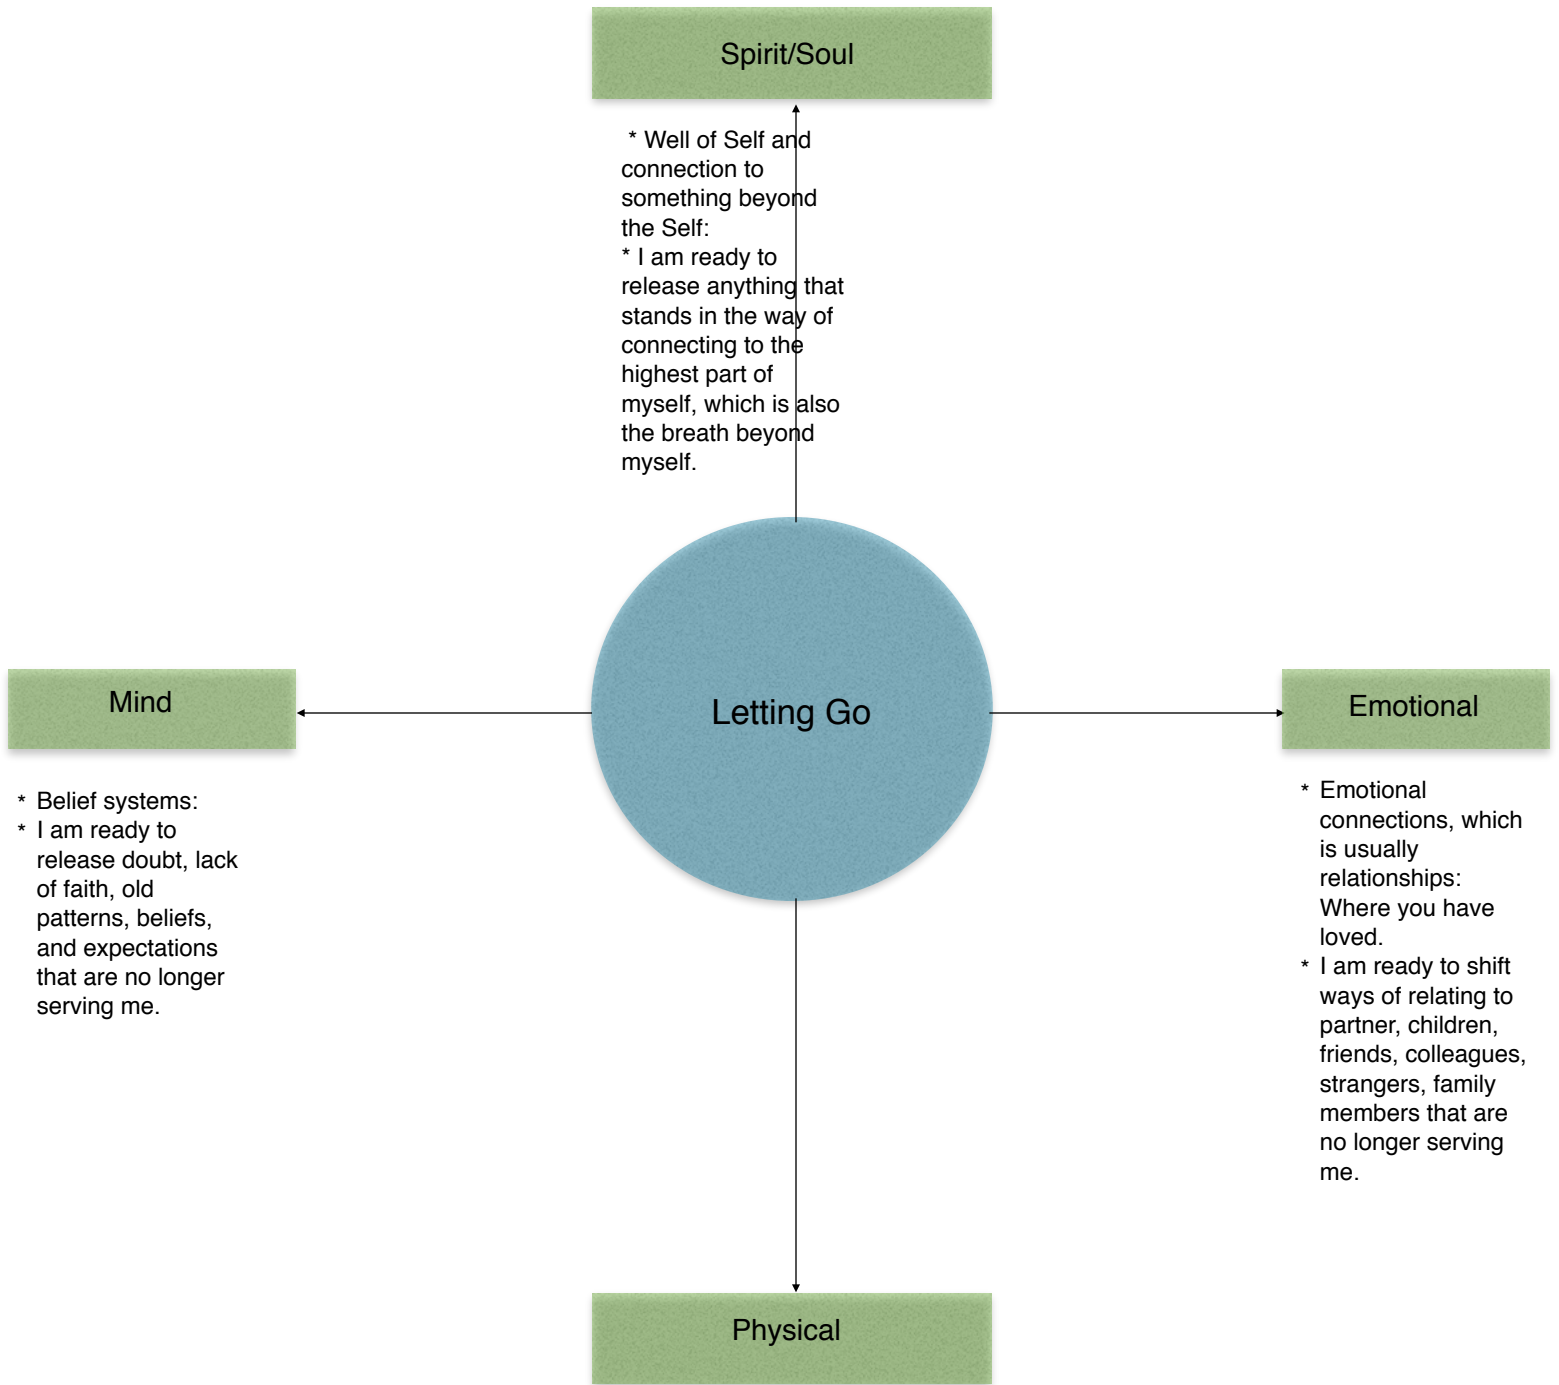 Spirit/Soul
* Well of Self and
connection to
something beyond
the Self:
* I am ready to
release anything that
stands in the way of
connecting to the
highest part of
myself, which is also
the breath beyond
myself.
Mind
* Belief systems:
* I am ready to
release doubt, lack
of faith, old
patterns, beliefs,
and expectations
that are no longer
serving me.
Letting Go
Emotional
* Emotional
connections, which
is usually
relationships:
Where you have
loved.
* I am ready to shift
ways of relating to
partner, children,
friends, colleagues,
strangers, family
members that are
no longer serving
me.
Physical